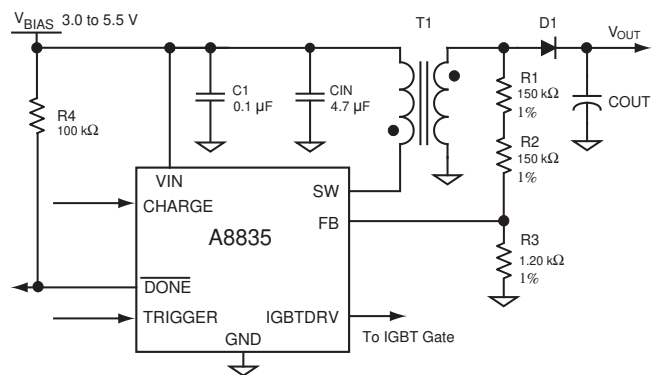 VBIAS 3.0 to 5.5 V
T1
D1
VOUT
R4
100 kΩ
C1
0.1 µF
CIN
4.7 µF
R1
150 kΩ
1%
COUT
R2
150 kΩ
1%
VIN
SW
CHARGE
FB
A8835
R3
1.20 kΩ
1%
DONE
TRIGGER
IGBTDRV
To IGBT Gate
GND